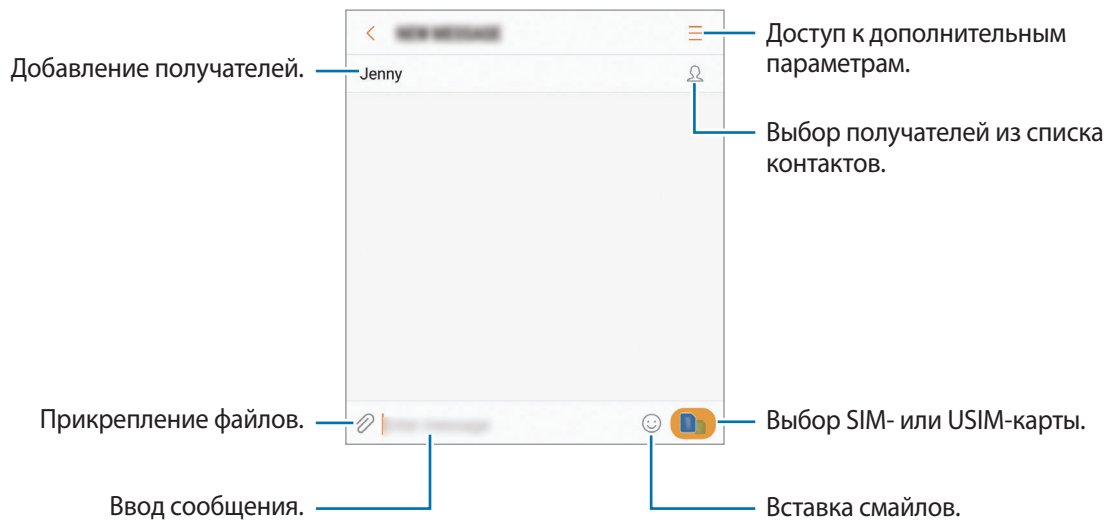 Доступ к дополнительным
параметрам.
Добавление получателей.
Jenny
Выбор получателей из списка
контактов.
Прикрепление файлов.
Выбор SIM- или USIM-карты.
Ввод сообщения.
Вставка смайлов.